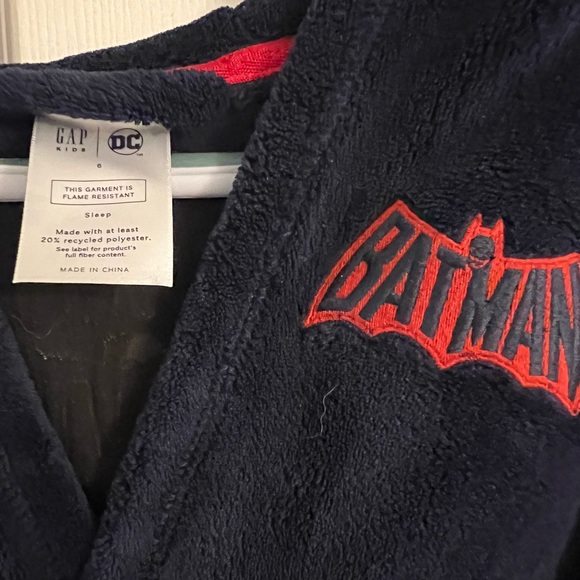 GAP
KIDS
DC
™
6
THIS GARMENT IS
FLAME RESISTANT
Sleep
Made with at least
20% recycled polyester.
See label for product's
full fiber content.
MADE IN CHINA
BATMAN